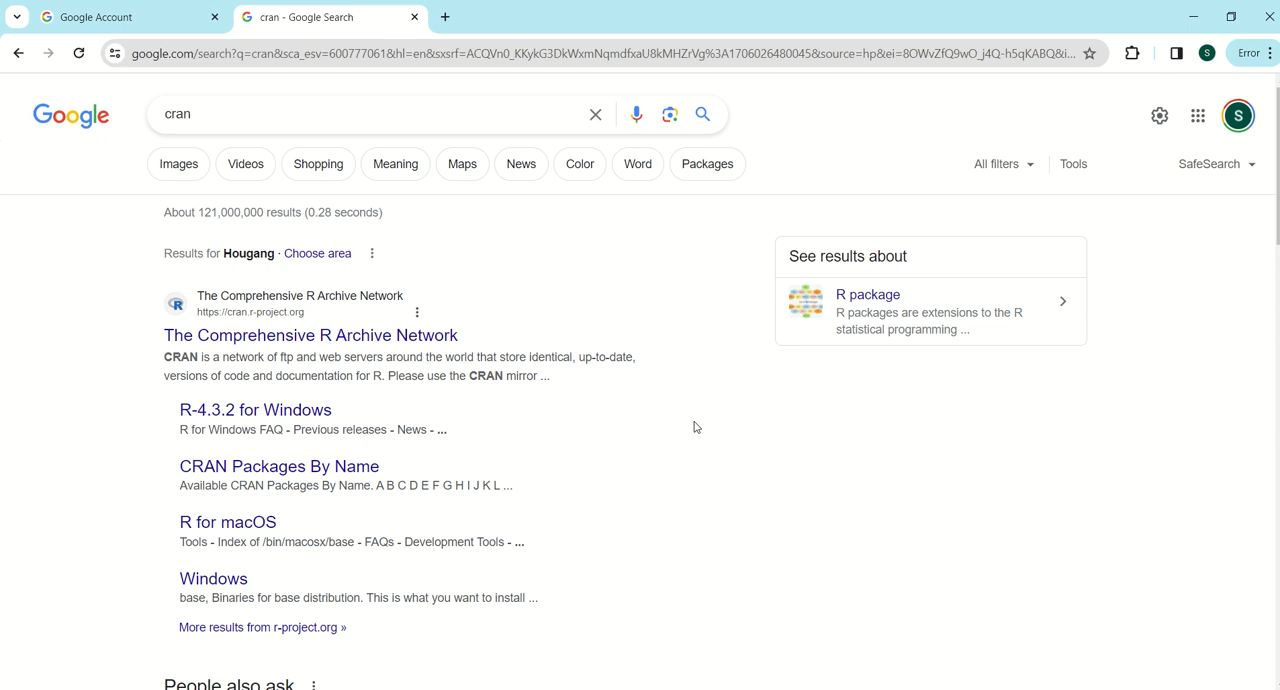 Google Account
cran - Google Search
google.com/search?q=cran&sca_esv=600777061&hl=en&sxsrf=ACQVn0_KKykG3DkWxmNqmdfxaU8kMHZrVg%3A1706026480045&source=hp&ei=8OWvZfQ9wO_j4Q-h5qKABQ&i...
S
Error
Google
cran
S
Images
Videos
Shopping
Meaning
Maps
News
Color
Word
Packages
All filters
Tools
SafeSearch
About 121,000,000 results (0.28 seconds)
Results for Hougang · Choose area
See results about
R package
R packages are extensions to the R
statistical programming ...
R
The Comprehensive R Archive Network
https://cran.r-project.org
The Comprehensive R Archive Network
CRAN is a network of ftp and web servers around the world that store identical, up-to-date,
versions of code and documentation for R. Please use the CRAN mirror ...
R-4.3.2 for Windows
R for Windows FAQ - Previous releases - News - ...
CRAN Packages By Name
Available CRAN Packages By Name. A B C D E F G H I J K L ...
R for macOS
Tools - Index of /bin/macosx/base - FAQs - Development Tools - ...
Windows
base, Binaries for base distribution. This is what you want to install ...
More results from r-project.org »
People also ask